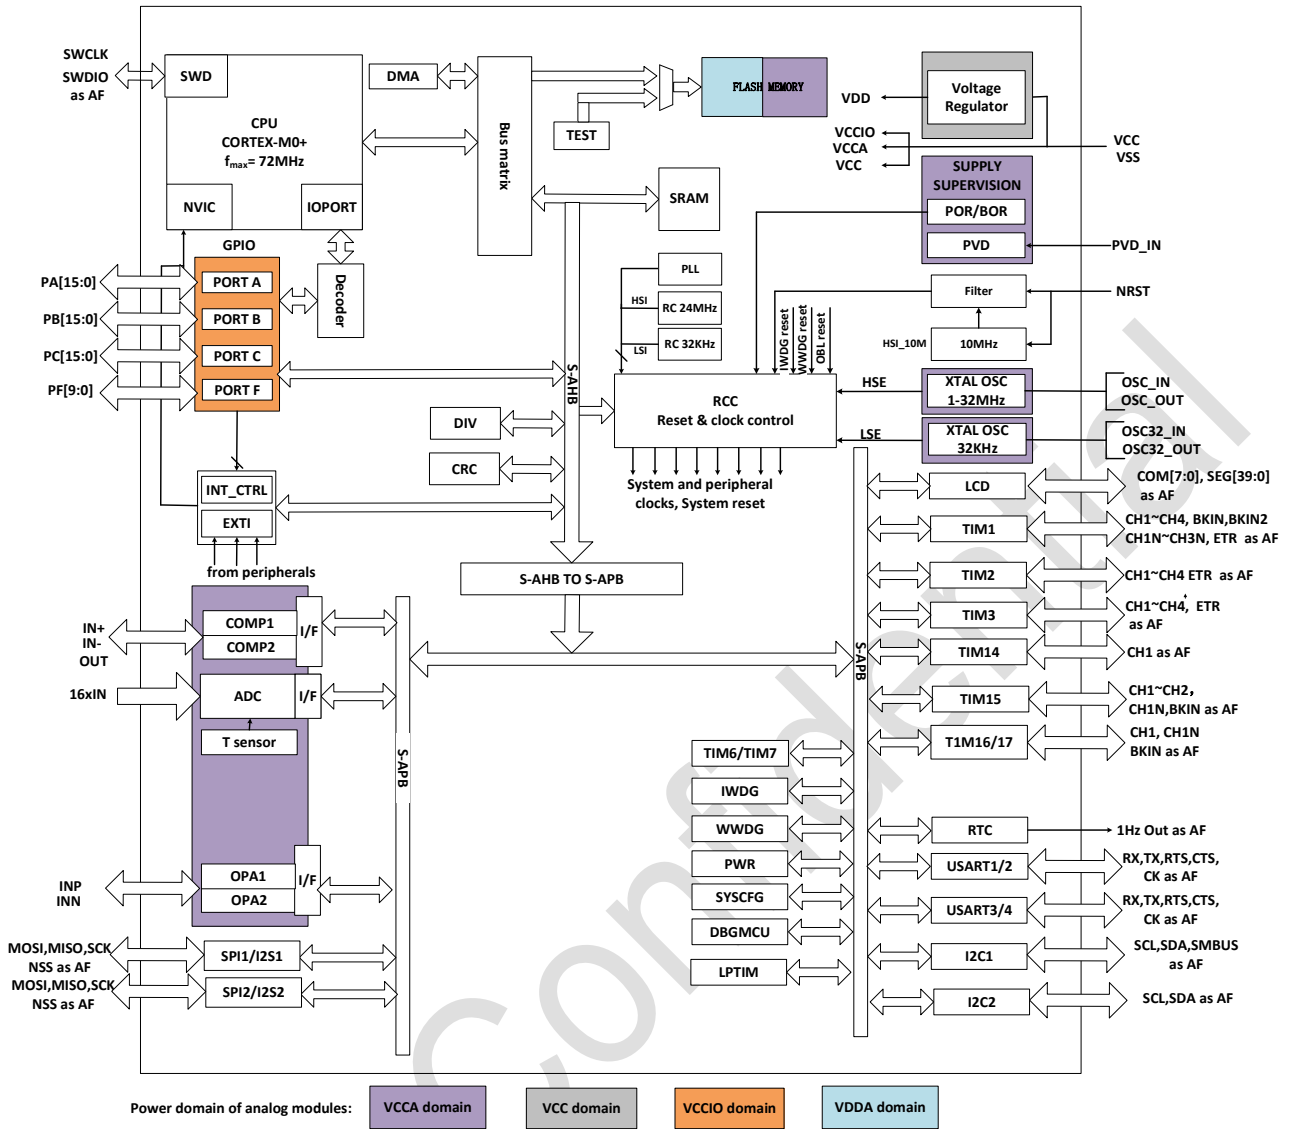 SWCLK
SWDIO
as AF
SWD
CPU
CORTEX-M0+
fmax= 72MHz
NVIC
IOPORT
DMA
Bus matrix
TEST
FLASH MEMORY
Voltage
Regulator
VDD
VCCIO
VCCA
VCC
VCC
VSS
SUPPLY
SUPERVISION
POR/BOR
PVD
PVD_IN
SRAM
GPIO
PORT A
PORT B
PORT C
PORT F
PA[15:0]
PB[15:0]
PC[15:0]
PF[9:0]
Decoder
PLL
HSI
RC 24MHz
RC 32KHz
LSI
IWDG reset
WWDG reset
OBL reset
Filter
NRST
HSI_10M
10MHz
S-AHB
RCC
Reset & clock control
HSE
XTAL OSC
1-32MHz
OSC_IN
OSC_OUT
LSE
XTAL OSC
32KHz
OSC32_IN
OSC32_OUT
DIV
CRC
System and peripheral
clocks, System reset
INT_CTRL
EXTI
from peripherals
S-AHB TO S-APB
COMP1
COMP2
I/F
IN+
IN-
OUT
16xIN
ADC
I/F
T sensor
S-APB
S-APB
OPA1
OPA2
I/F
INP
INN
MOSI,MISO,SCK
NSS as AF
SPI1/I2S1
MOSI,MISO,SCK
NSS as AF
SPI2/I2S2
TIM6/TIM7
IWDG
WWDG
PWR
SYSCFG
DBGMCU
LPTIM
LCD
COM[7:0], SEG[39:0]
as AF
TIM1
CH1~CH4, BKIN,BKIN2
CH1N~CH3N, ETR as AF
TIM2
CH1~CH4 ETR as AF
TIM3
CH1~CH4, ETR
as AF
TIM14
CH1 as AF
TIM15
CH1~CH2,
CH1N,BKIN as AF
T1M16/17
CH1, CH1N
BKIN as AF
RTC
1Hz Out as AF
USART1/2
RX,TX,RTS,CTS,
CK as AF
USART3/4
RX,TX,RTS,CTS,
CK as AF
I2C1
SCL,SDA,SMBUS
as AF
I2C2
SCL,SDA as AF
Confidential
Power domain of analog modules:
VCCA domain
VCC domain
VCCIO domain
VDDA domain